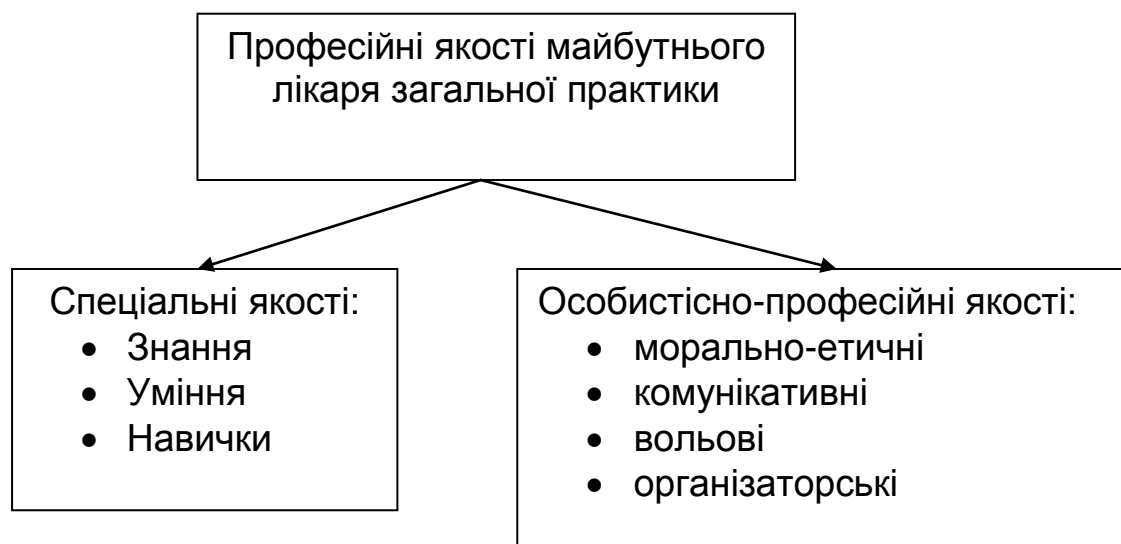 Професійні якості майбутнього
лікаря загальної практики
Спеціальні якості:
• Знання
• Уміння
• Навички
Особистісно-професійні якості:
• морально-етичні
• комунікативні
• вольові
• організаторські